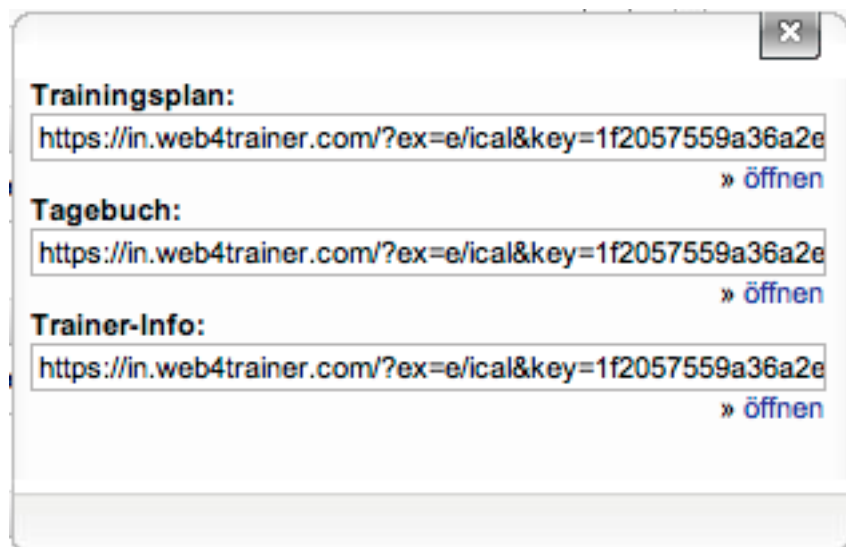 Trainingsplan:
https://in.web4trainer.com/?ex=e/ical&key=1f2057559a36a2e
» öffnen
Tagebuch:
https://in.web4trainer.com/?ex=e/ical&key=1f2057559a36a2e
» öffnen
Trainer-Info:
https://in.web4trainer.com/?ex=e/ical&key=1f2057559a36a2e
» öffnen